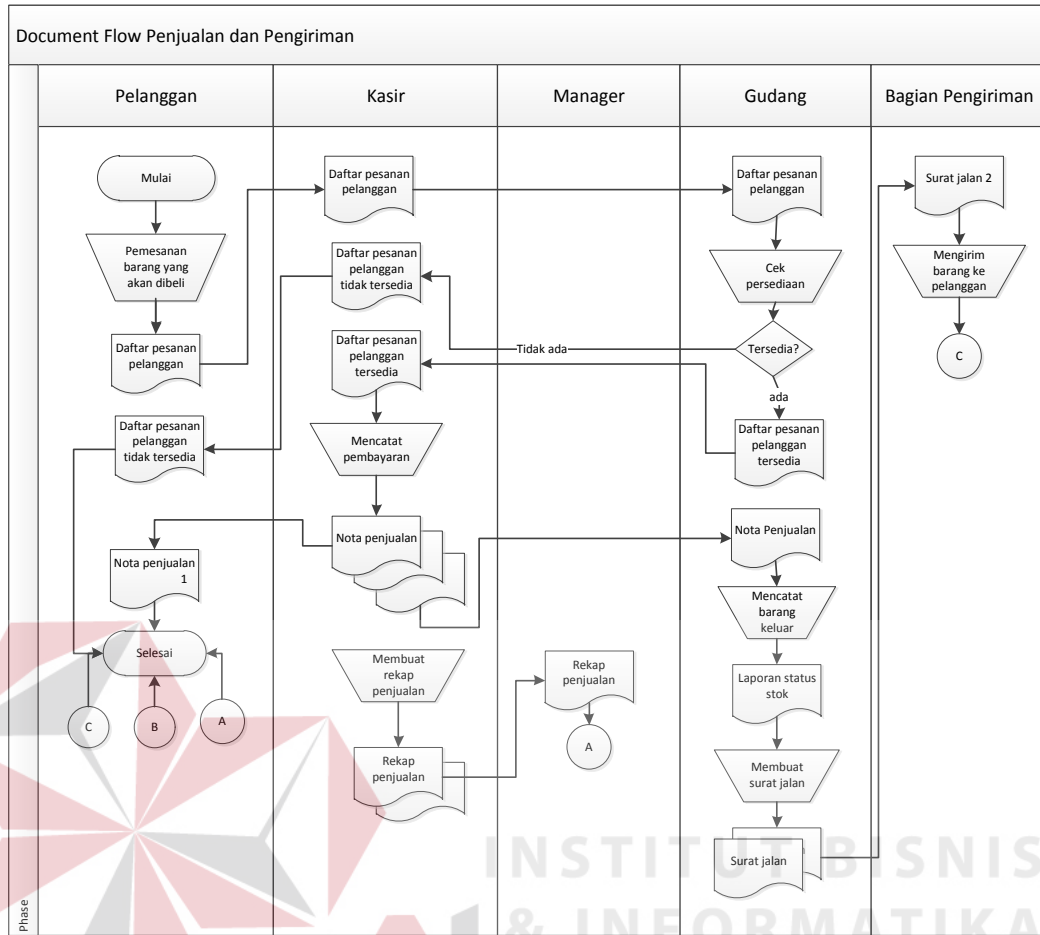 Document Flow Penjualan dan Pengiriman
Phase
Pelanggan
Kasir
Manager
Gudang
Bagian Pengiriman
Mulai
Pemesanan
barang yang
akan dibeli
Daftar pesanan
pelanggan
Daftar pesanan
pelanggan
tidak tersedia
Nota penjualan
1
Selesai
C
B
A
Daftar pesanan
pelanggan
Daftar pesanan
pelanggan
tidak tersedia
Daftar pesanan
pelanggan
tersedia
Mencatat
pembayaran
Nota penjualan
Membuat
rekap
penjualan
Rekap
penjualan
Tidak ada
Rekap
penjualan
A
Daftar pesanan
pelanggan
Cek
persediaan
Tersedia?
ada
Daftar pesanan
pelanggan
tersedia
Nota Penjualan
Mencatat
barang
keluar
Laporan status
stok
Membuat
surat jalan
Surat jalan
Surat jalan 2
Mengirim
barang ke
pelanggan
C
INSTITUT BISNIS
& INFORMATIKA